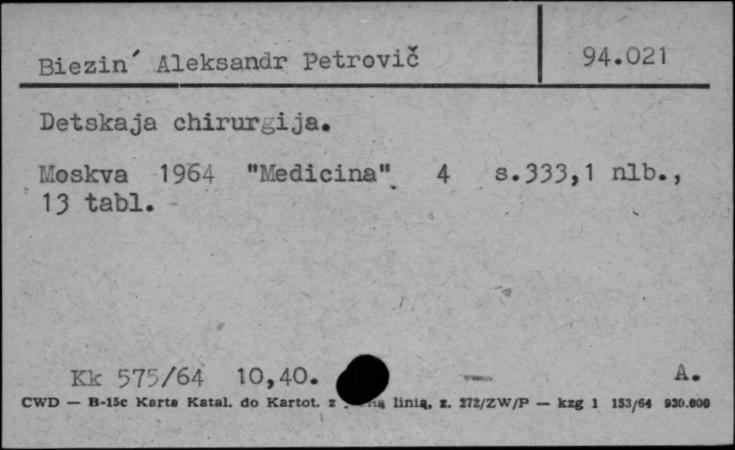 Biezin´ Aleksandr Petrovič 94.021
Detskaja chirurgija.
Moskva 1964 "Medicina" 4 s.333,1 nlb.,
13 tabl.
Kk 575/64 10,40. — A.
CWD — B-15c Karta Katal. do Kartot. z linią, z. 272/ZW/P — kzg 1 153/64 930.000